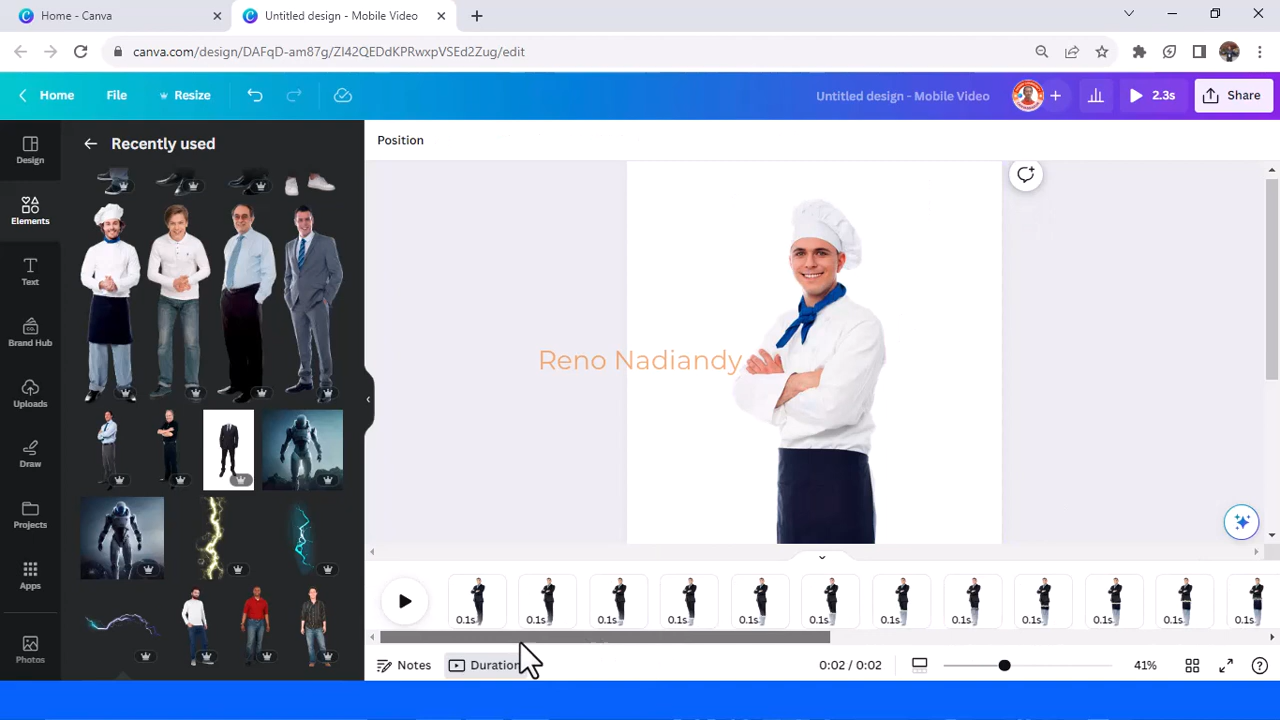 Home - Canva
Untitled design - Mobile Video
canva.com/design/DAFqD-am87g/ZI42QEDdKPRwxpVSEd2Zug/edit
Home File Resize
Untitled design - Mobile Video
2.3s
Share
Design
Elements
Text
Brand Hub
Uploads
Draw
Projects
Apps
Photos
Recently used
Position
Reno Nadiandy
0.1s 0.1s 0.1s 0.1s 0.1s 0.1s 0.1s 0.1s 0.1s 0.1s 0.1s 0.1s
Notes
Duration
0:02 / 0:02
41%